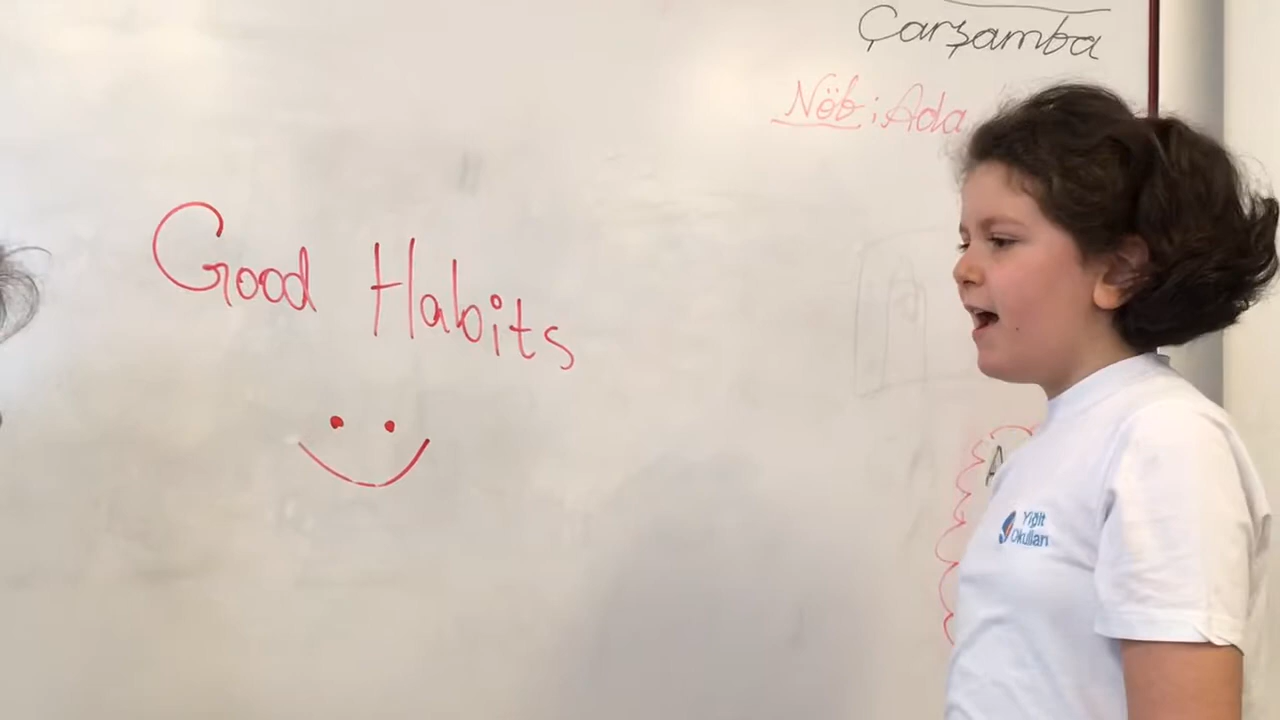 Çarşamba
Nöb : Ada
Good Habits
A
Yiğit
Okulları